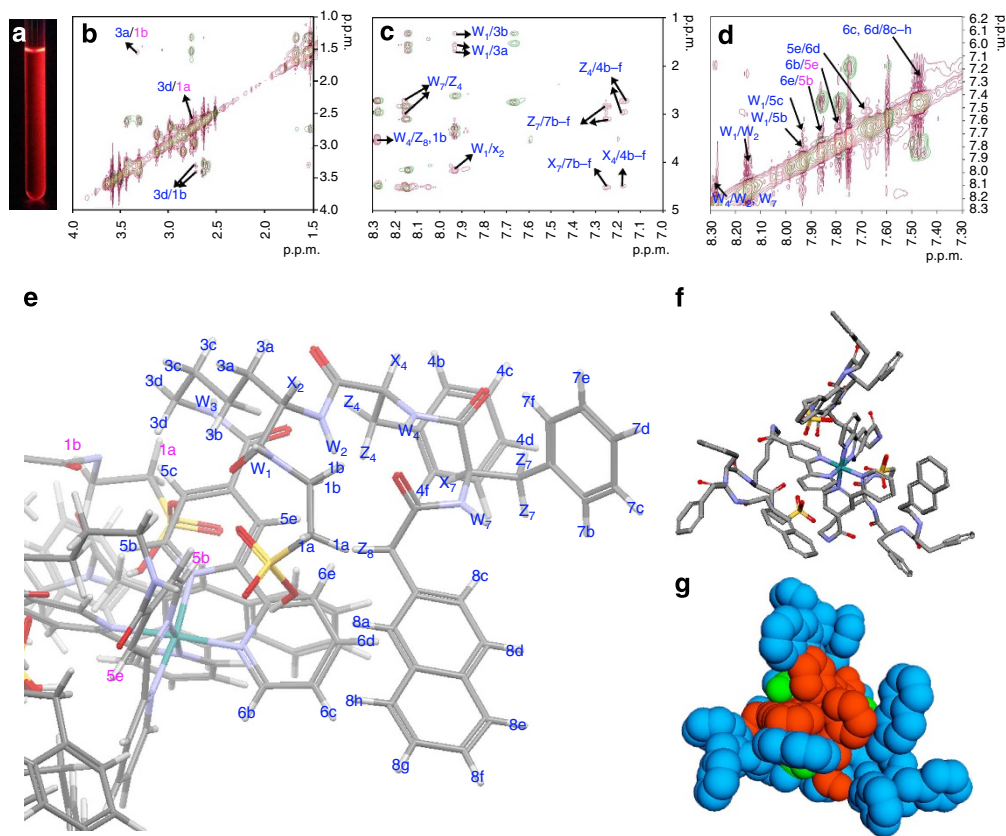 a
b
3a/1b
3d/1a
3d/1b
1.0
p.p.m.
1.5
2.0
2.5
3.0
3.5
4.0
4.0 3.5 3.0 2.5 2.0 1.5
p.p.m.
c
W1/3b
W1/3a
W7/Z4
Z4/4b–f
Z7/7b–f
W4/Z8,1b
W1/x2
X7/7b–f
X4/4b–f
1
p.p.m.
2
3
4
5
8.3 8.2 8.1 8.0 7.9 7.8 7.7 7.6 7.5 7.4 7.3 7.2 7.1 7.0
p.p.m.
d
6c, 6d/8c–h
5e/6d
6b/5e
6e/5b
W1/5c
W1/5b
W1/W2
W4/W2, W7
6.2
p.p.m.
6.3
7.0
7.1
7.2
7.3
7.4
7.5
7.6
7.7
7.8
7.9
8.0
8.1
8.2
8.3
8.30 8.20 8.10 8.00 7.90 7.80 7.70 7.60 7.50 7.40 7.30
p.p.m.
e
3c 3a
3c 3a X2 X4 4b 4c
3d 7e
W3 Z4 7f
3d 3b W2 W4 7d
1b 1a Z4 4d
5c W1 1b Z7
4f X7 Z7 7c
5e W7 7b
5b 5b 1a 1a Z8
6e 8c
8a 6d 8d
5e
6b 6c 8h 8e
8g 8f
f
g